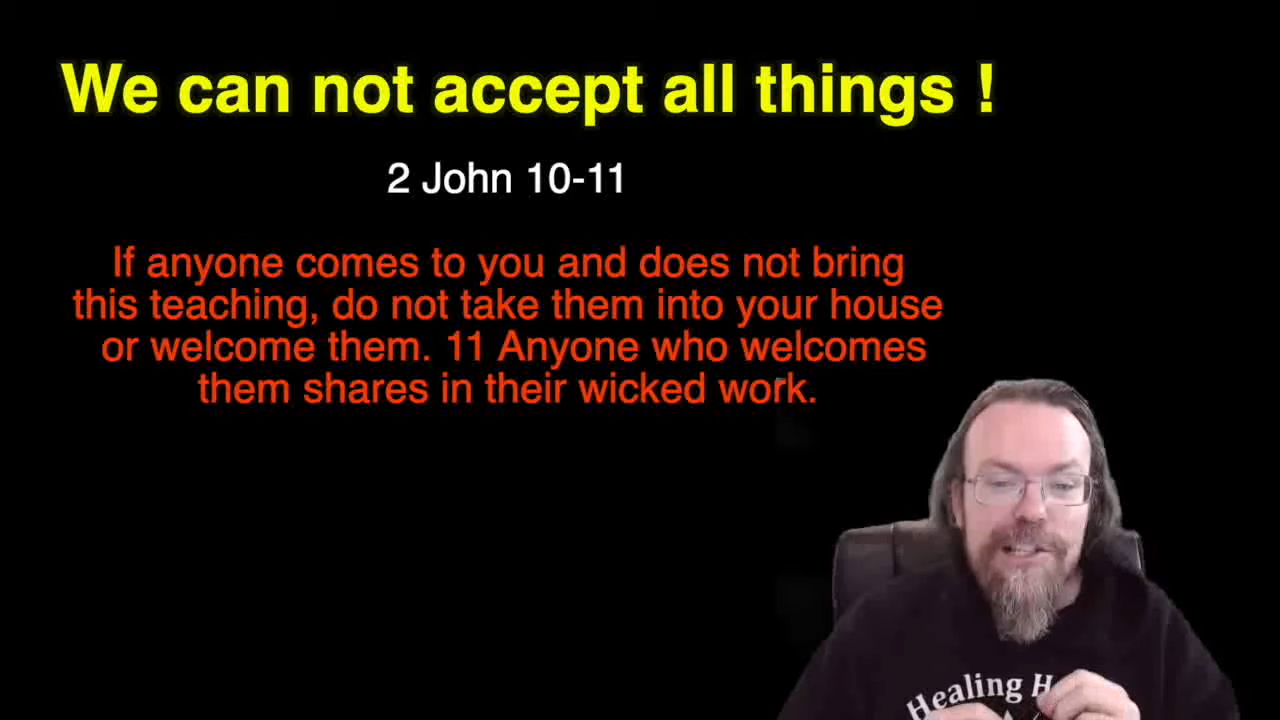 We can not accept all things !
2 John 10-11
If anyone comes to you and does not bring
this teaching, do not take them into your house
or welcome them. 11 Anyone who welcomes
them shares in their wicked work.
Healing